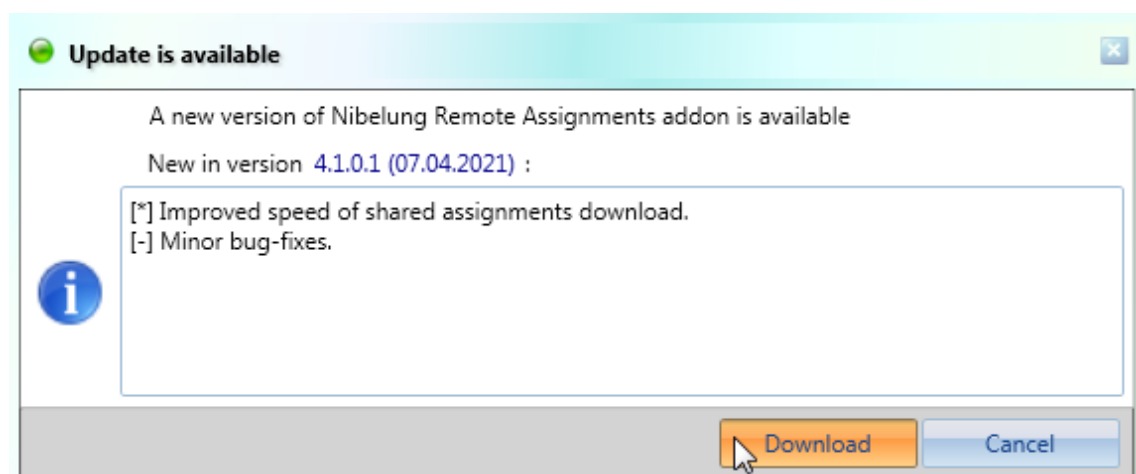 Update is available
A new version of Nibelung Remote Assignments addon is available
New in version 4.1.0.1 (07.04.2021) :
[*] Improved speed of shared assignments download.
[-] Minor bug-fixes.
Download Cancel